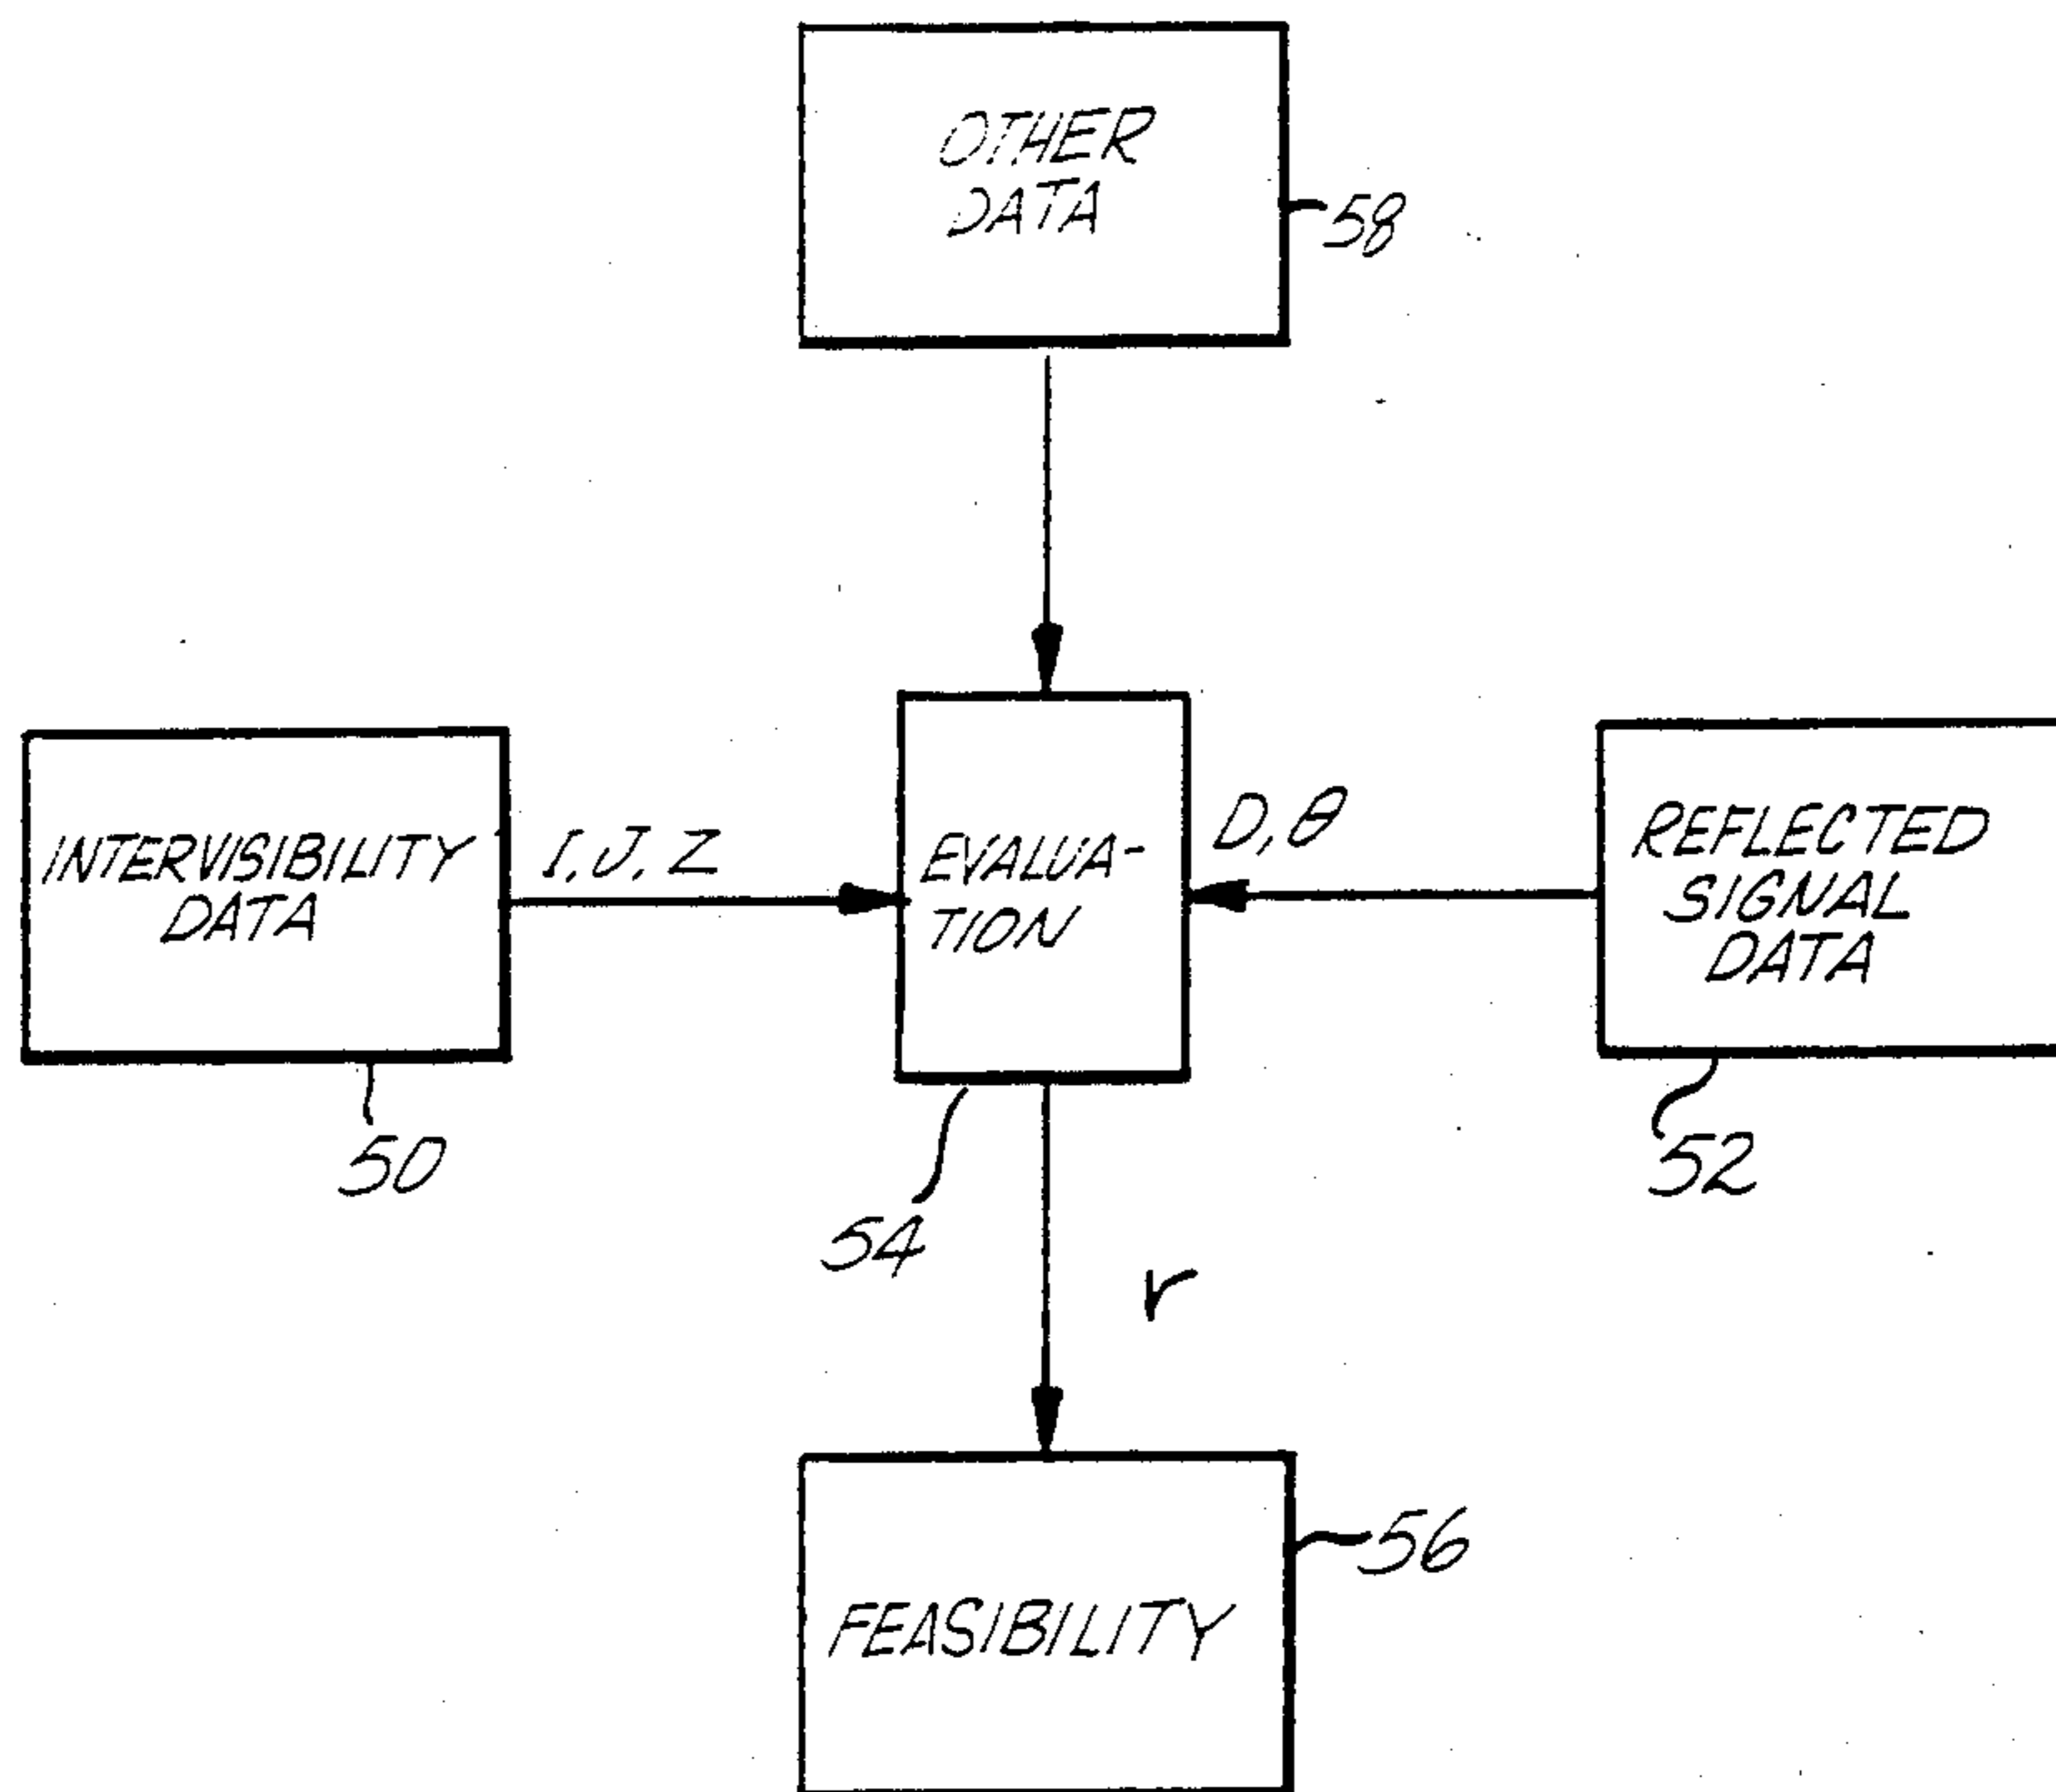 OTHER
DATA
58
INTERVISIBILITY
DATA
50
I, J, Z
EVALUA-
TION
54
D, θ
REFLECTED
SIGNAL
DATA
52
r
FEASIBILITY
56